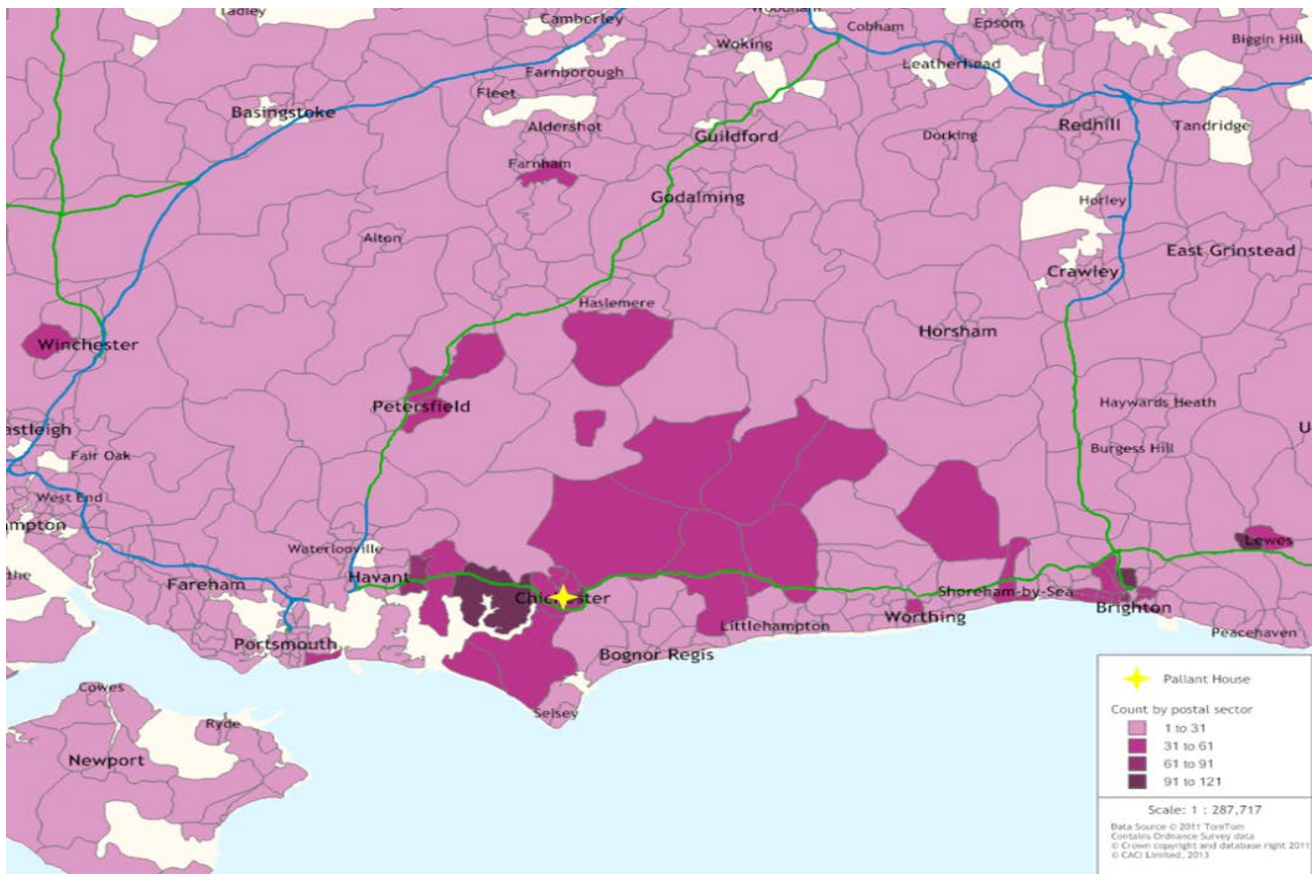 Tadley
Camberley
Cobham
Epsom
Woking
Biggin Hill
Leatherhead
Farnborough
Fleet
Basingstoke
Aldershot
Guildford
Dorking
Redhill
Tandridge
Farnham
Godalming
Horley
Alton
East Grinstead
Crawley
Haslemere
Horsham
Winchester
Petersfield
Haywards Heath
astleigh
U
Fair Oak
Burgess Hill
West End
ampton
Lewes
Waterlooville
the
Fareham
Havant
Chichester
Shoreham-by-Sea
Brighton
Worthing
Littlehampton
Peacehaven
Portsmouth
Bognor Regis
Cowes
Selsey
Ryde
Newport
Pallant House
Count by postal sector
1 to 31
31 to 61
61 to 91
91 to 121
Scale: 1 : 287,717
Data Source © 2011 TomTom
Contains Ordnance Survey data
© Crown copyright and database right 2011
© CACI Limited, 2013